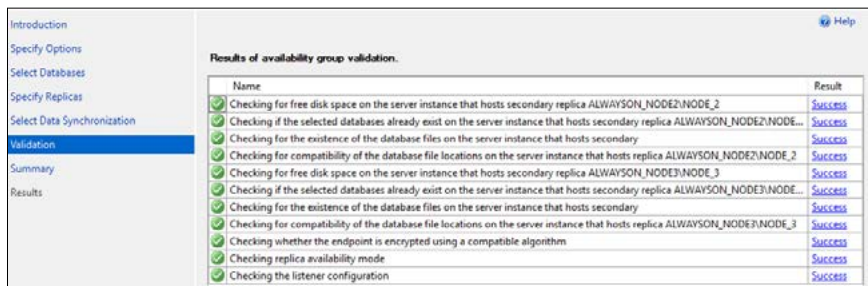 Introduction
Help
Specify Options
Results of availability group validation.
Select Databases
Name Result
Specify Replicas
Checking for free disk space on the server instance that hosts secondary replica ALWAYSON_NODE2\NODE_2 Success
Select Data Synchronization
Checking if the selected databases already exist on the server instance that hosts secondary replica ALWAYSON_NODE2\NODE... Success
Validation
Checking for the existence of the database files on the server instance that hosts secondary Success
Summary
Checking for compatibility of the database file locations on the server instance that hosts replica ALWAYSON_NODE2\NODE_2 Success
Results
Checking for free disk space on the server instance that hosts secondary replica ALWAYSON_NODE3\NODE_3 Success
Checking if the selected databases already exist on the server instance that hosts secondary replica ALWAYSON_NODE3\NODE... Success
Checking for the existence of the database files on the server instance that hosts secondary Success
Checking for compatibility of the database file locations on the server instance that hosts replica ALWAYSON_NODE3\NODE_3 Success
Checking whether the endpoint is encrypted using a compatible algorithm Success
Checking replica availability mode Success
Checking the listener configuration Success